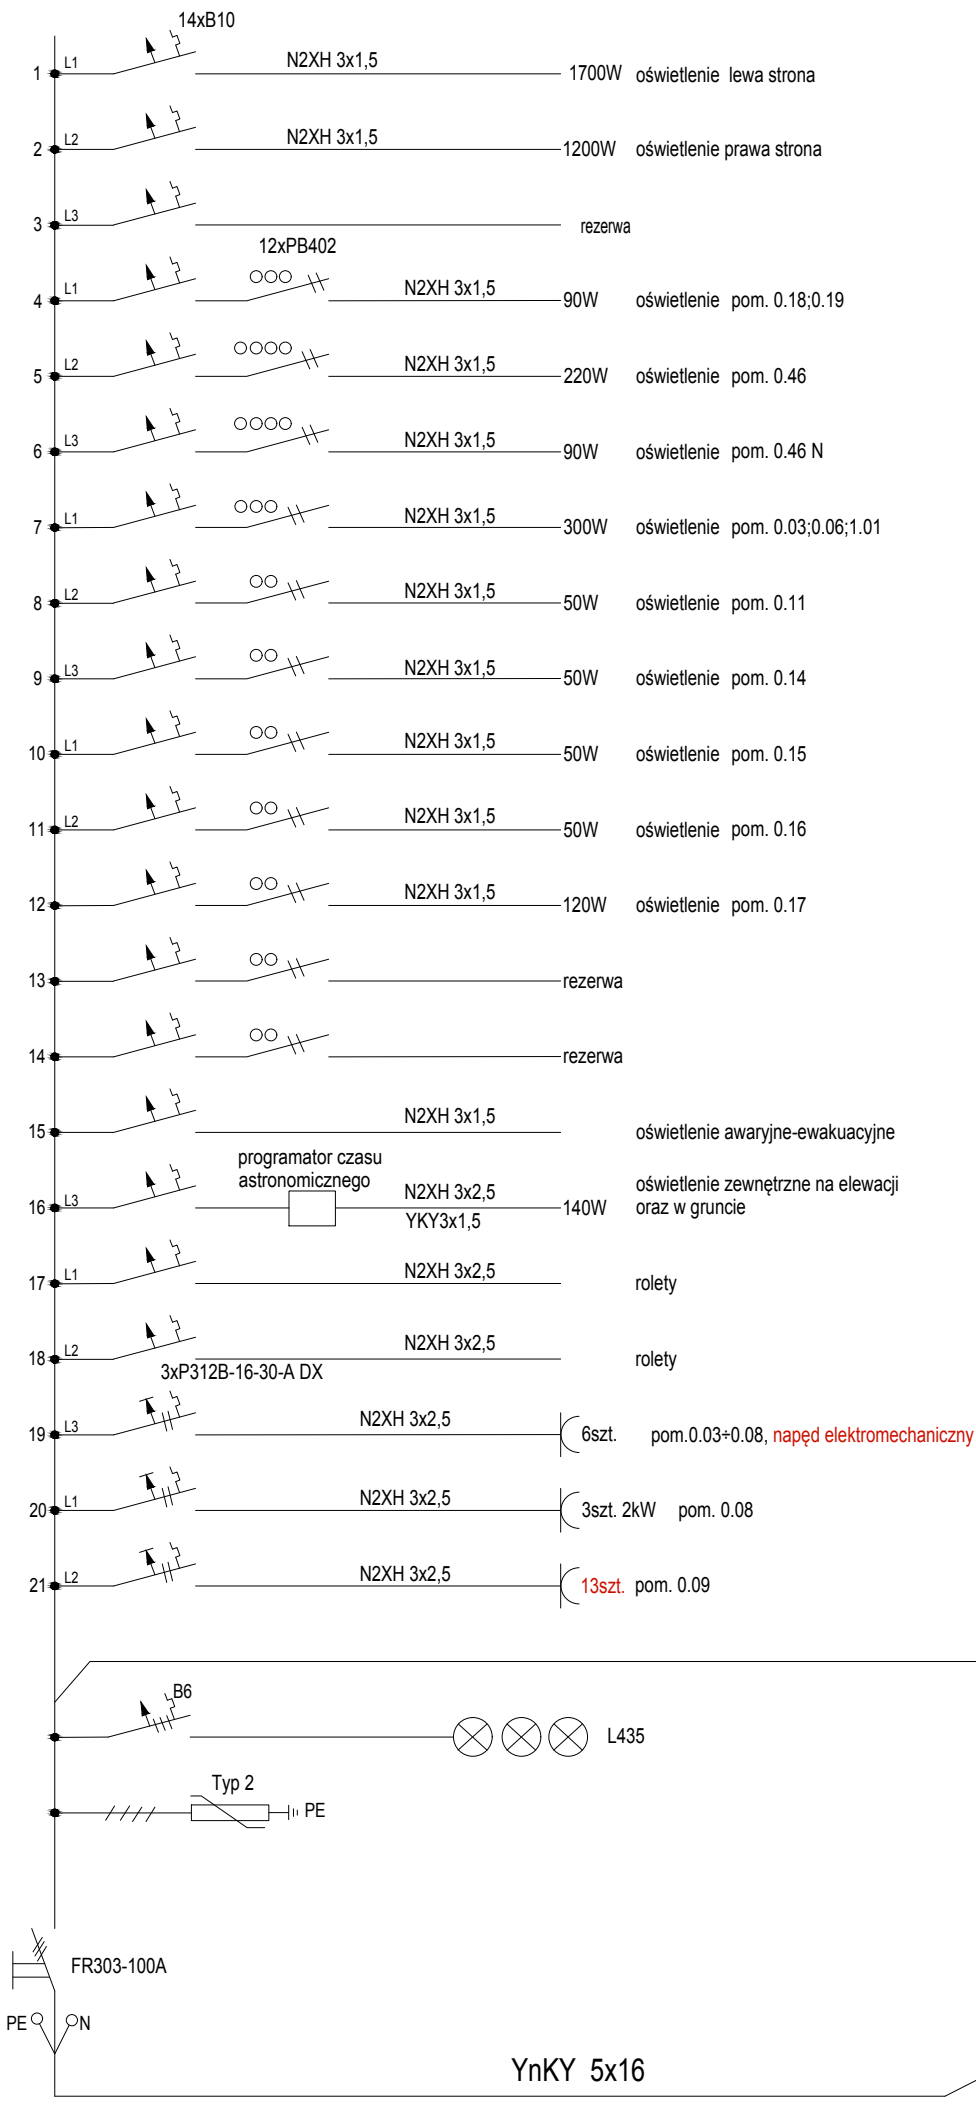 14xB10
1 L1 N2XH 3x1,5 1700W oświetlenie lewa strona
2 L2 N2XH 3x1,5 1200W oświetlenie prawa strona
3 L3 rezerwa
12xPB402
4 L1 N2XH 3x1,5 90W oświetlenie pom. 0.18;0.19
5 L2 N2XH 3x1,5 220W oświetlenie pom. 0.46
6 L3 N2XH 3x1,5 90W oświetlenie pom. 0.46 N
7 L1 N2XH 3x1,5 300W oświetlenie pom. 0.03;0.06;1.01
8 L2 N2XH 3x1,5 50W oświetlenie pom. 0.11
9 L3 N2XH 3x1,5 50W oświetlenie pom. 0.14
10 L1 N2XH 3x1,5 50W oświetlenie pom. 0.15
11 L2 N2XH 3x1,5 50W oświetlenie pom. 0.16
12 N2XH 3x1,5 120W oświetlenie pom. 0.17
13 rezerwa
14 rezerwa
15 N2XH 3x1,5 oświetlenie awaryjne-ewakuacyjne
programator czasu
astronomicznego
16 L3 N2XH 3x2,5 140W oświetlenie zewnętrzne na elewacji
YKY3x1,5 oraz w gruncie
17 L1 N2XH 3x2,5 rolety
18 L2 N2XH 3x2,5 rolety
3xP312B-16-30-A DX
19 L3 N2XH 3x2,5 6szt. pom.0.03÷0.08, napęd elektromechaniczny
20 L1 N2XH 3x2,5 3szt. 2kW pom. 0.08
21 L2 N2XH 3x2,5 13szt. pom. 0.09
B6
L435
Typ 2
PE
FR303-100A
PE N
YnKY 5x16